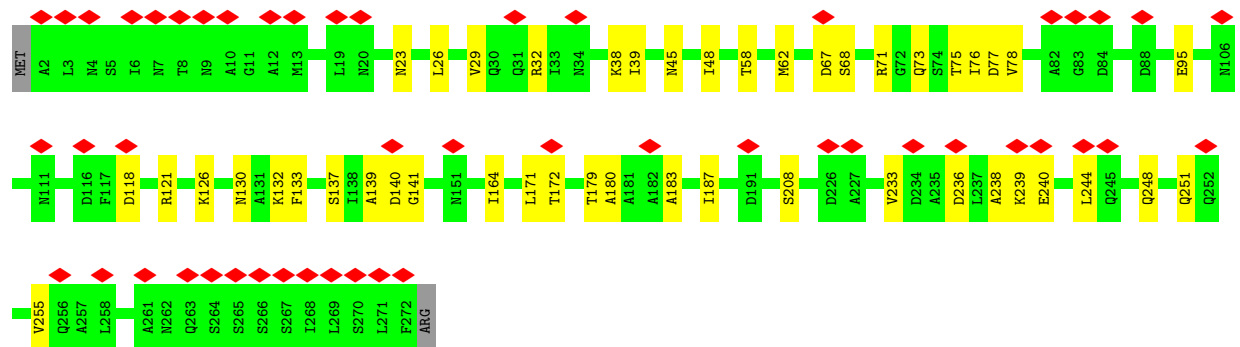 MET A2 L3 N4 S5 I6 N7 T8 N9 A10 G11 A12 M13 L19 N20 N23 L26 V29 Q30 Q31 R32 I33 N34 K38 I39 N45 I48 T58 M62 D67 S68 R71 G72 Q73 S74 T75 I76 D77 V78 A82 G83 D84 D88 E95 N106
N111 D116 F117 D118 R121 K126 N130 A131 K132 F133 S137 I138 A139 D140 G141 N151 I164 L171 T172 T179 A180 A181 A182 A183 I187 D191 S208 D226 A227 V233 D234 A235 D236 L237 A238 K239 E240 L244 Q245 Q248 Q251 Q252
V255 Q256 A257 L258 A261 N262 Q263 S264 S265 S266 S267 I268 L269 S270 L271 F272 ARG